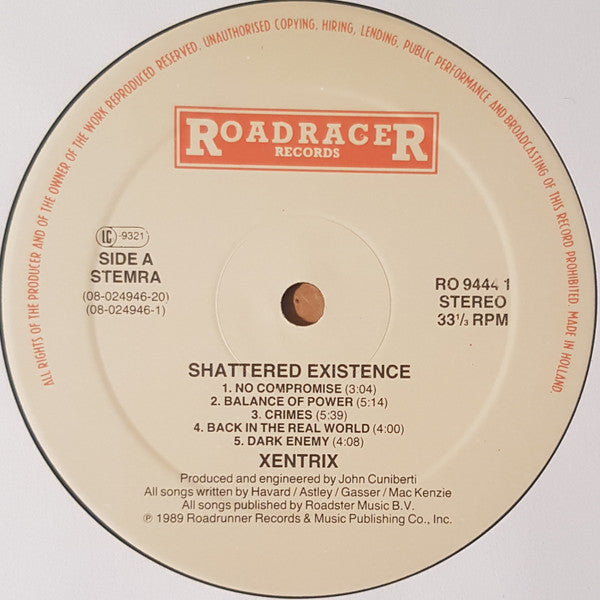 ALL RIGHTS OF THE PRODUCER AND OF THE OWNER OF THE WORK REPRODUCED RESERVED. UNAUTHORISED COPYING, HIRING, LENDING, PUBLIC PERFORMANCE AND BROADCASTING OF THIS RECORD PROHIBITED. MADE IN HOLLAND.
ROADRACER
RECORDS
LC -9321
SIDE A
STEMRA
(08-024946-20)
(08-024946-1)
RO 9444 1
STEREO
33 1/3 RPM
SHATTERED EXISTENCE
1. NO COMPROMISE (3:04)
2. BALANCE OF POWER (5:14)
3. CRIMES (5:39)
4. BACK IN THE REAL WORLD (4:00)
5. DARK ENEMY (4:08)
XENTRIX
Produced and engineered by John Cuniberti
All songs written by Havard / Astley / Gasser / Mac Kenzie
All songs published by Roadster Music B.V.
℗ 1989 Roadrunner Records & Music Publishing Co., Inc.